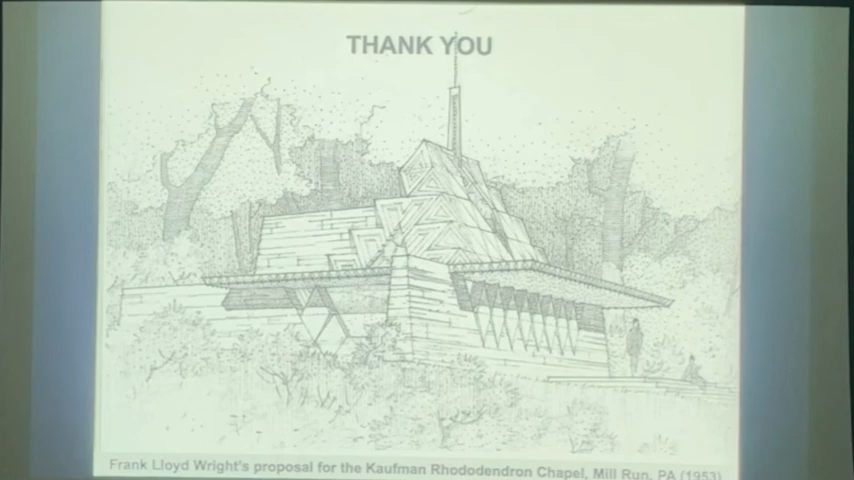 THANK YOU
Frank Lloyd Wright's proposal for the Kaufman Rhododendron Chapel, Mill Run, PA (1953)